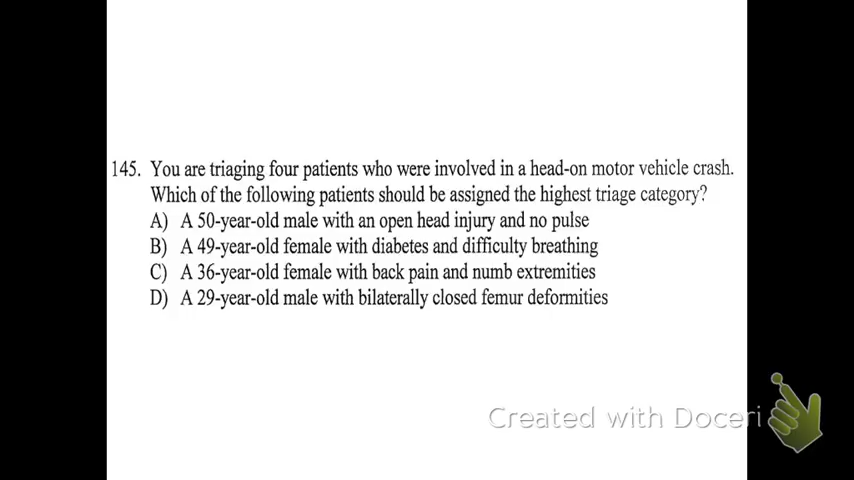 145. You are triaging four patients who were involved in a head-on motor vehicle crash.
Which of the following patients should be assigned the highest triage category?
A) A 50-year-old male with an open head injury and no pulse
B) A 49-year-old female with diabetes and difficulty breathing
C) A 36-year-old female with back pain and numb extremities
D) A 29-year-old male with bilaterally closed femur deformities
Created with Doceri